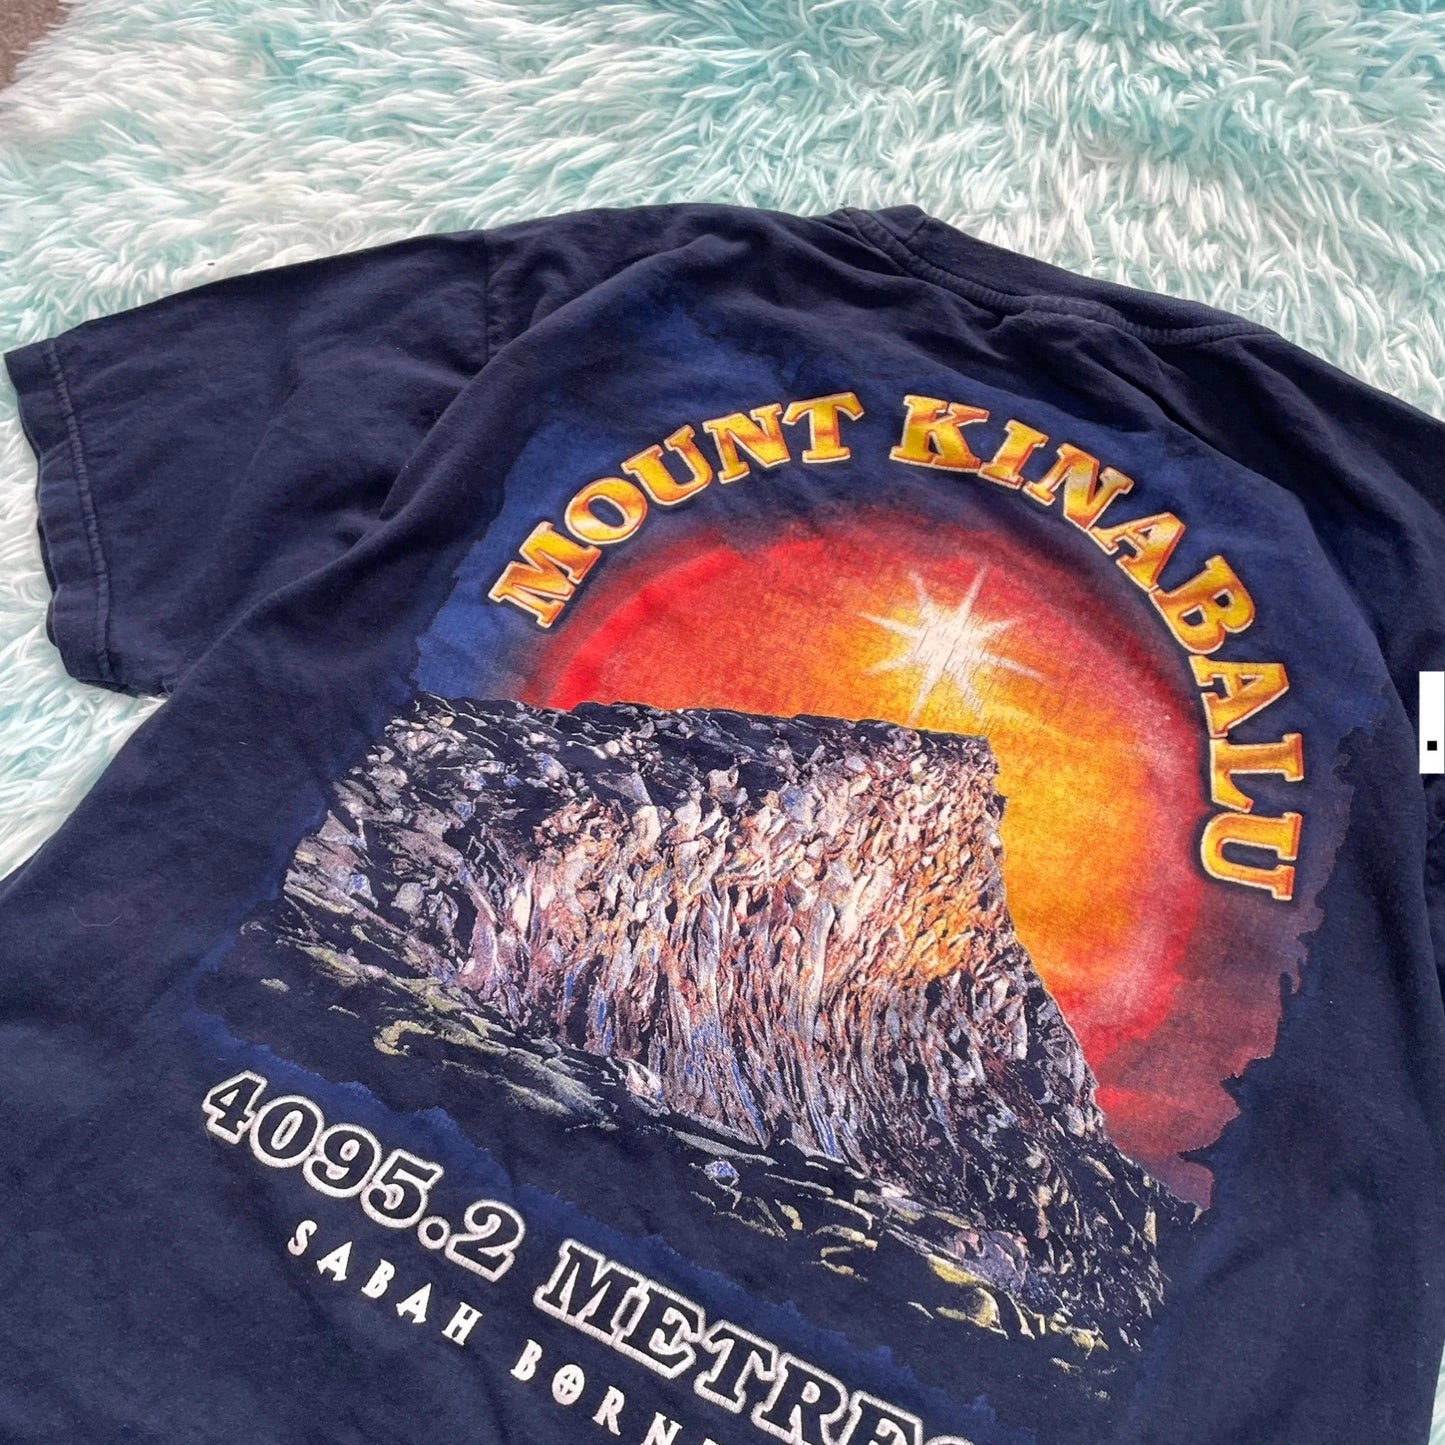 MOUNT KINABALU
4095.2 METRES
SABAH BORNEO